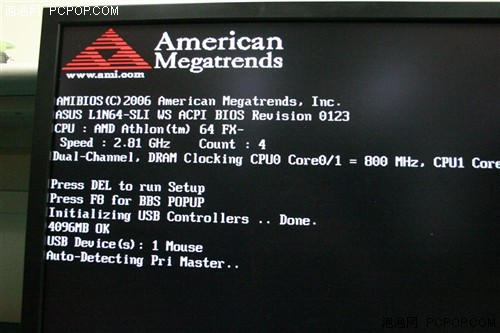 泡泡网 PCPOP.COM
American
Megatrends
www.ami.com
AMIBIOS(C)2006 American Megatrends, Inc.
ASUS L1N64-SLI WS ACPI BIOS Revision 0123
CPU : AMD Athlon(tm) 64 FX-
Speed : 2.81 GHz Count : 4
Dual-Channel, DRAM Clocking CPU0 Core0/1 = 800 MHz, CPU1 Core
Press DEL to run Setup
Press F8 for BBS POPUP
Initializing USB Controllers .. Done.
4096MB OK
USB Device(s): 1 Mouse
Auto-Detecting Pri Master..
泡泡网 PCPOP.COM